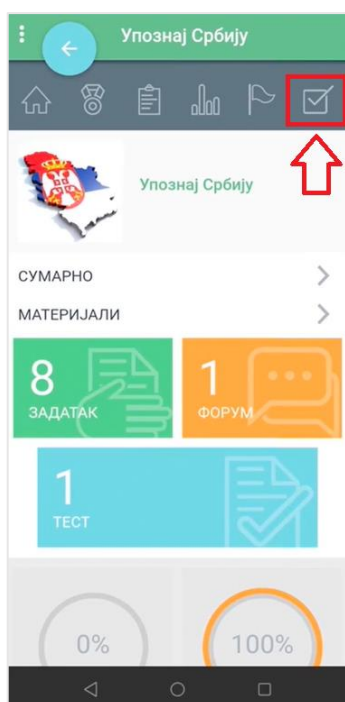 Упознај Србију
Упознај Србију
СУМАРНО
МАТЕРИЈАЛИ
8
ЗАДАТАК
1
ФОРУМ
1
ТЕСТ
0%
100%